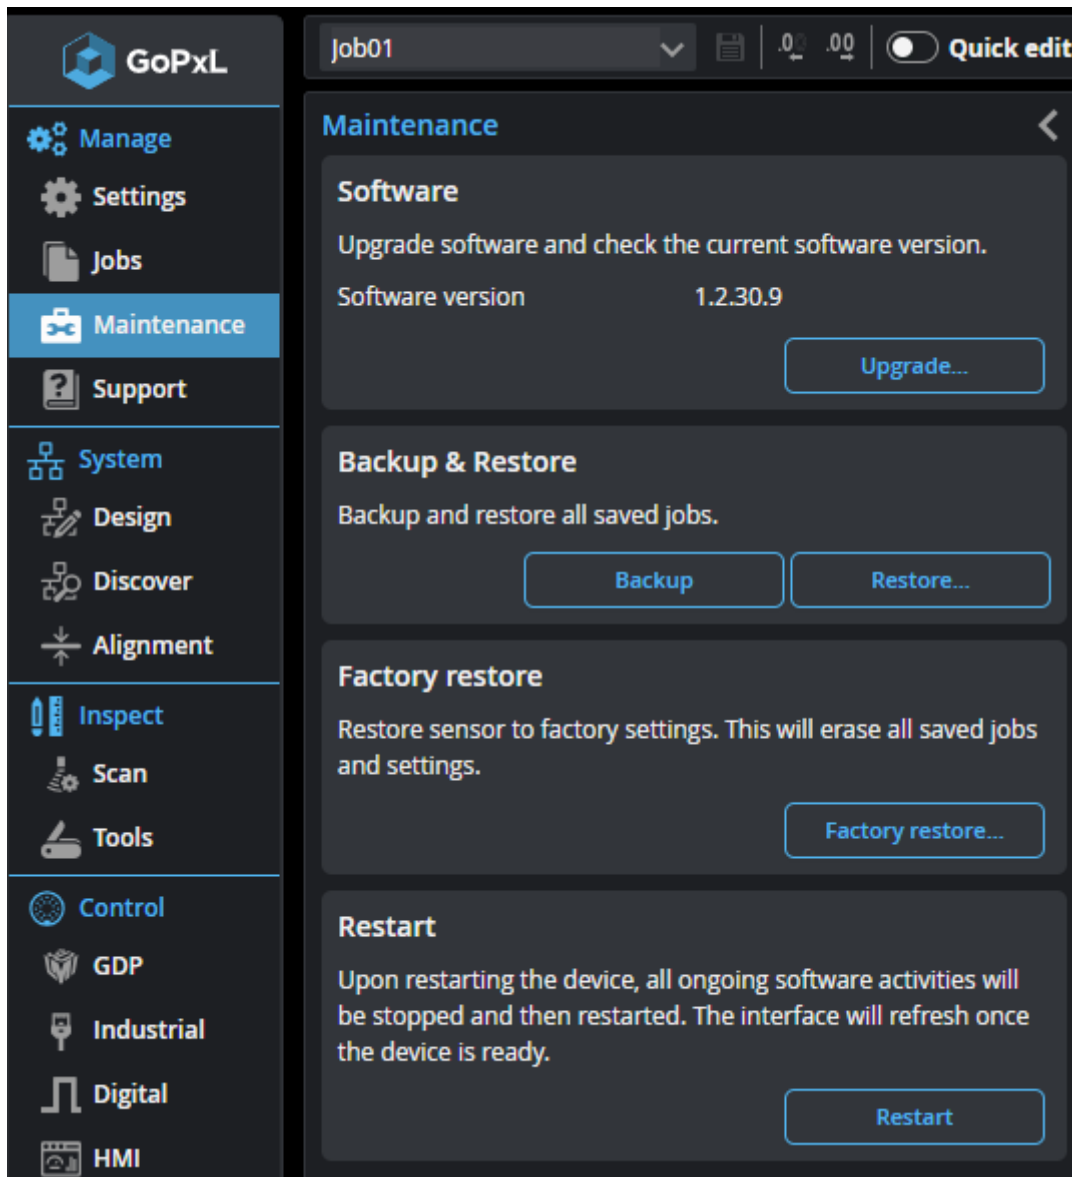 GoPxL
Job01
.00
.00
Quick edit
Manage
Settings
Jobs
Maintenance
Support
System
Design
Discover
Alignment
Inspect
Scan
Tools
Control
GDP
Industrial
Digital
HMI
Maintenance
Software
Upgrade software and check the current software version.
Software version 1.2.30.9
Upgrade...
Backup & Restore
Backup and restore all saved jobs.
Backup Restore...
Factory restore
Restore sensor to factory settings. This will erase all saved jobs
and settings.
Factory restore...
Restart
Upon restarting the device, all ongoing software activities will
be stopped and then restarted. The interface will refresh once
the device is ready.
Restart